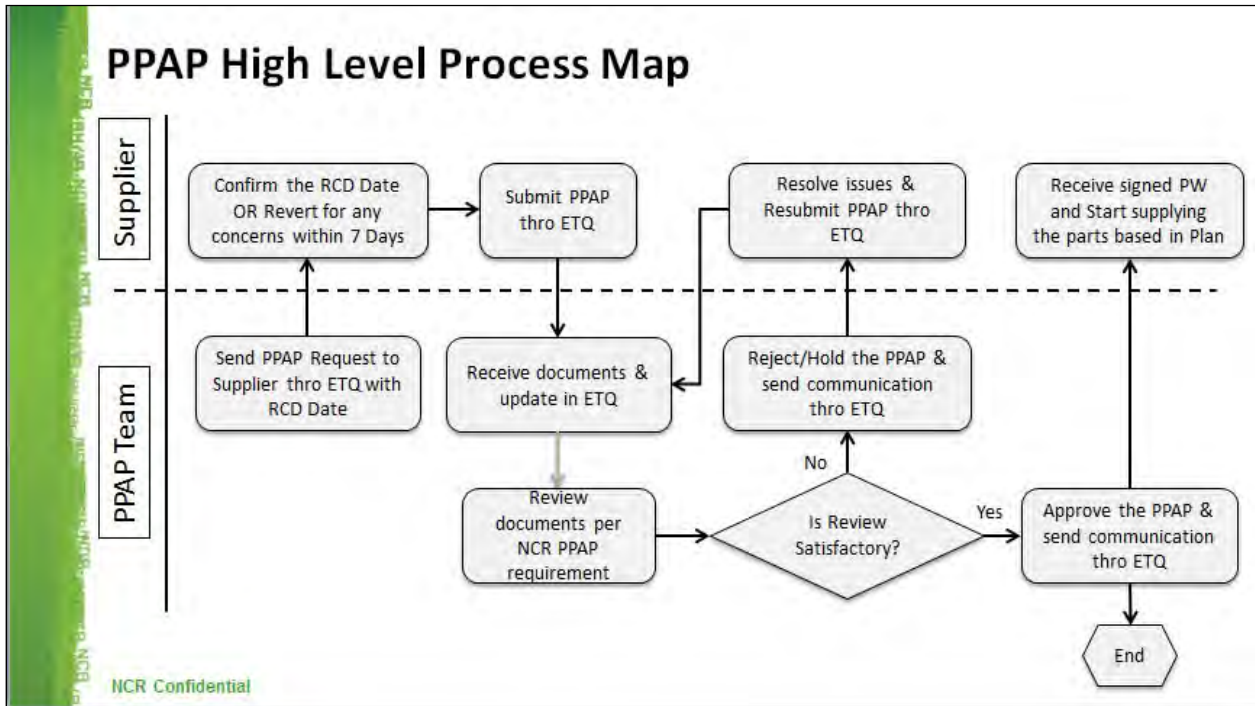 PPAP High Level Process Map
Supplier
Confirm the RCD Date
OR Revert for any
concerns within 7 Days
Submit PPAP
thro ETQ
Resolve issues &
Resubmit PPAP thro
ETQ
Receive signed PW
and Start supplying
the parts based in Plan
PPAP Team
Send PPAP Request to
Supplier thro ETQ with
RCD Date
Receive documents &
update in ETQ
Reject/Hold the PPAP &
send communication
thro ETQ
No
Review
documents per
NCR PPAP
requirement
Is Review
Satisfactory?
Yes
Approve the PPAP &
send communication
thro ETQ
End
NCR Confidential